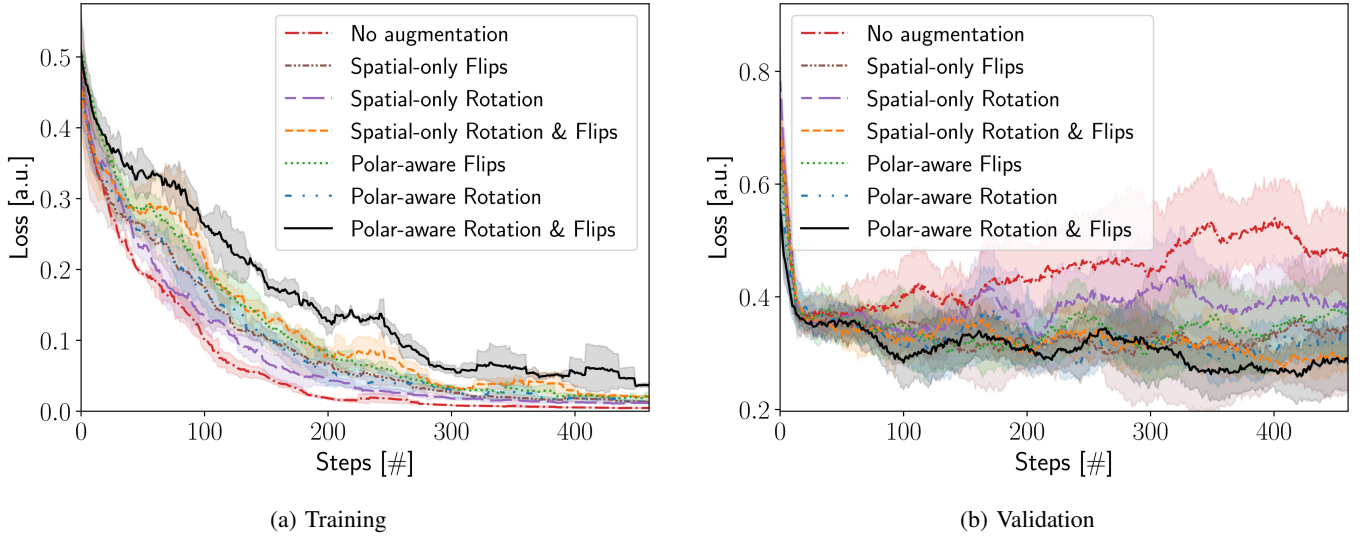 Loss [a.u.]
0.5
0.4
0.3
0.2
0.1
0.0
0
100
200
300
400
Steps [#]
No augmentation
Spatial-only Flips
Spatial-only Rotation
Spatial-only Rotation & Flips
Polar-aware Flips
Polar-aware Rotation
Polar-aware Rotation & Flips
(a) Training
Loss [a.u.]
0.8
0.6
0.4
0.2
0
100
200
300
400
Steps [#]
No augmentation
Spatial-only Flips
Spatial-only Rotation
Spatial-only Rotation & Flips
Polar-aware Flips
Polar-aware Rotation
Polar-aware Rotation & Flips
(b) Validation